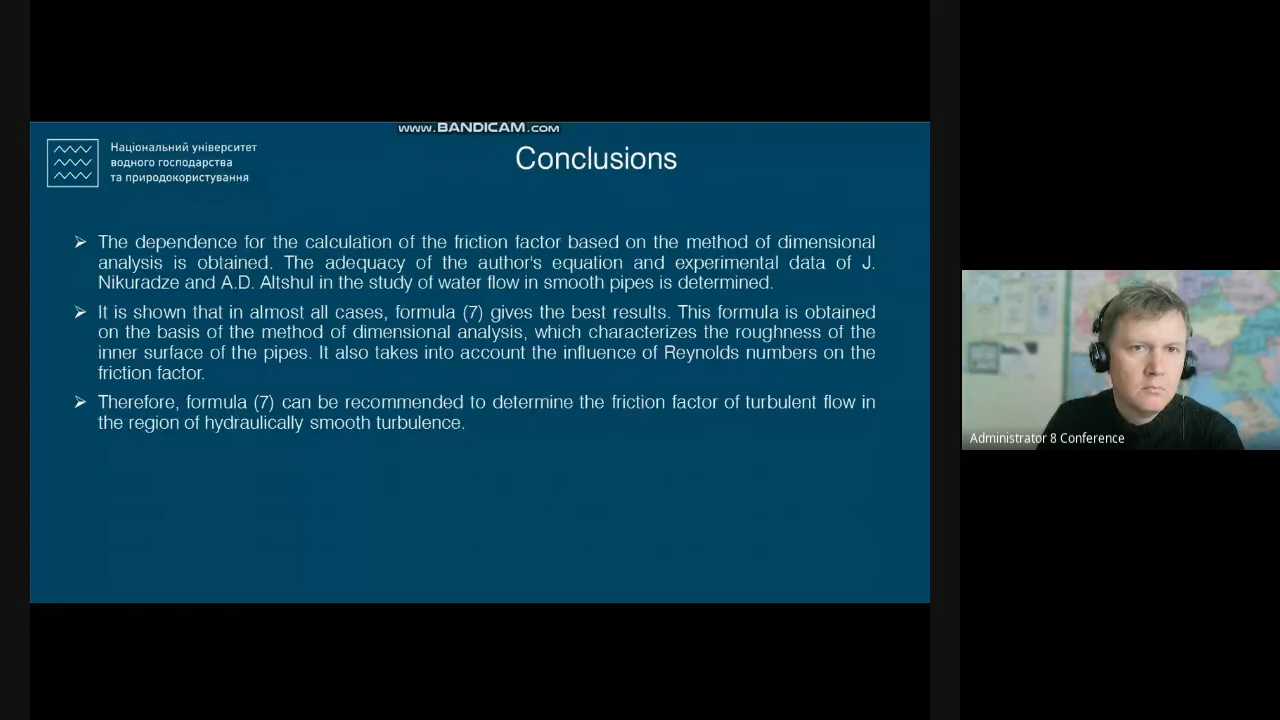 www.BANDICAM.com
Національний університет
водного господарства
та природокористування
Conclusions
The dependence for the calculation of the friction factor based on the method of dimensional
analysis is obtained. The adequacy of the author's equation and experimental data of J.
Nikuradze and A.D. Altshul in the study of water flow in smooth pipes is determined.
It is shown that in almost all cases, formula (7) gives the best results. This formula is obtained
on the basis of the method of dimensional analysis, which characterizes the roughness of the
inner surface of the pipes. It also takes into account the influence of Reynolds numbers on the
friction factor.
Therefore, formula (7) can be recommended to determine the friction factor of turbulent flow in
the region of hydraulically smooth turbulence.
Administrator 8 Conference